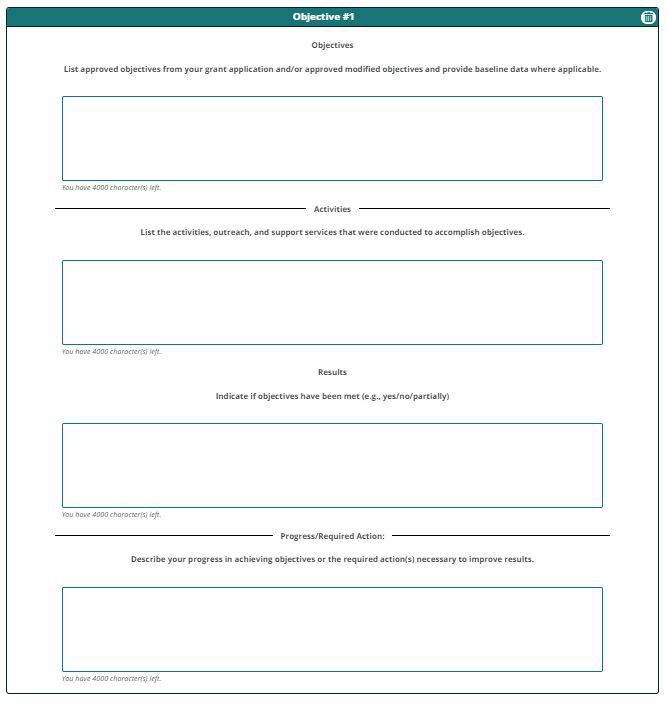 Objective #1
Objectives
List approved objectives from your grant application and/or approved modified objectives and provide baseline data where applicable.
You have 4000 character(s) left.
Activities
List the activities, outreach, and support services that were conducted to accomplish objectives.
You have 4000 character(s) left.
Results
Indicate if objectives have been met (e.g., yes/no/partially)
You have 4000 character(s) left.
Progress/Required Action:
Describe your progress in achieving objectives or the required action(s) necessary to improve results.
You have 4000 character(s) left.